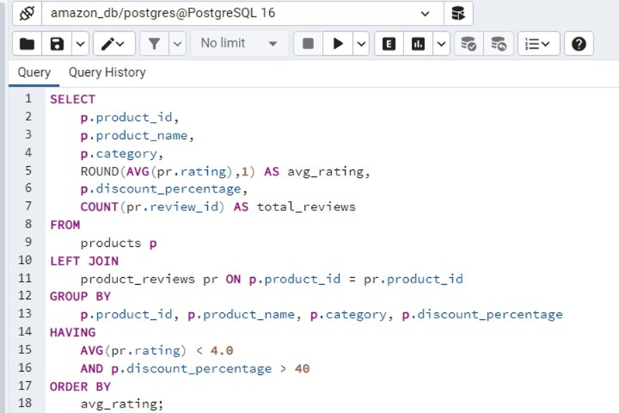 amazon_db/postgres@PostgreSQL 16
No limit
E
Query Query History
1 SELECT
2 p.product_id,
3 p.product_name,
4 p.category,
5 ROUND(AVG(pr.rating),1) AS avg_rating,
6 p.discount_percentage,
7 COUNT(pr.review_id) AS total_reviews
8 FROM
9 products p
10 LEFT JOIN
11 product_reviews pr ON p.product_id = pr.product_id
12 GROUP BY
13 p.product_id, p.product_name, p.category, p.discount_percentage
14 HAVING
15 AVG(pr.rating) < 4.0
16 AND p.discount_percentage > 40
17 ORDER BY
18 avg_rating;